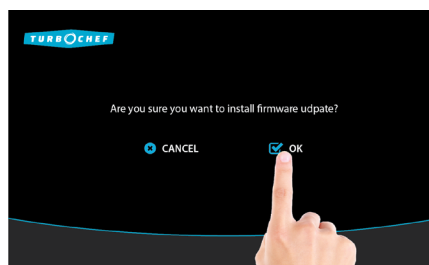 TURBOCHEF
Are you sure you want to install firmware udpate?
CANCEL
OK